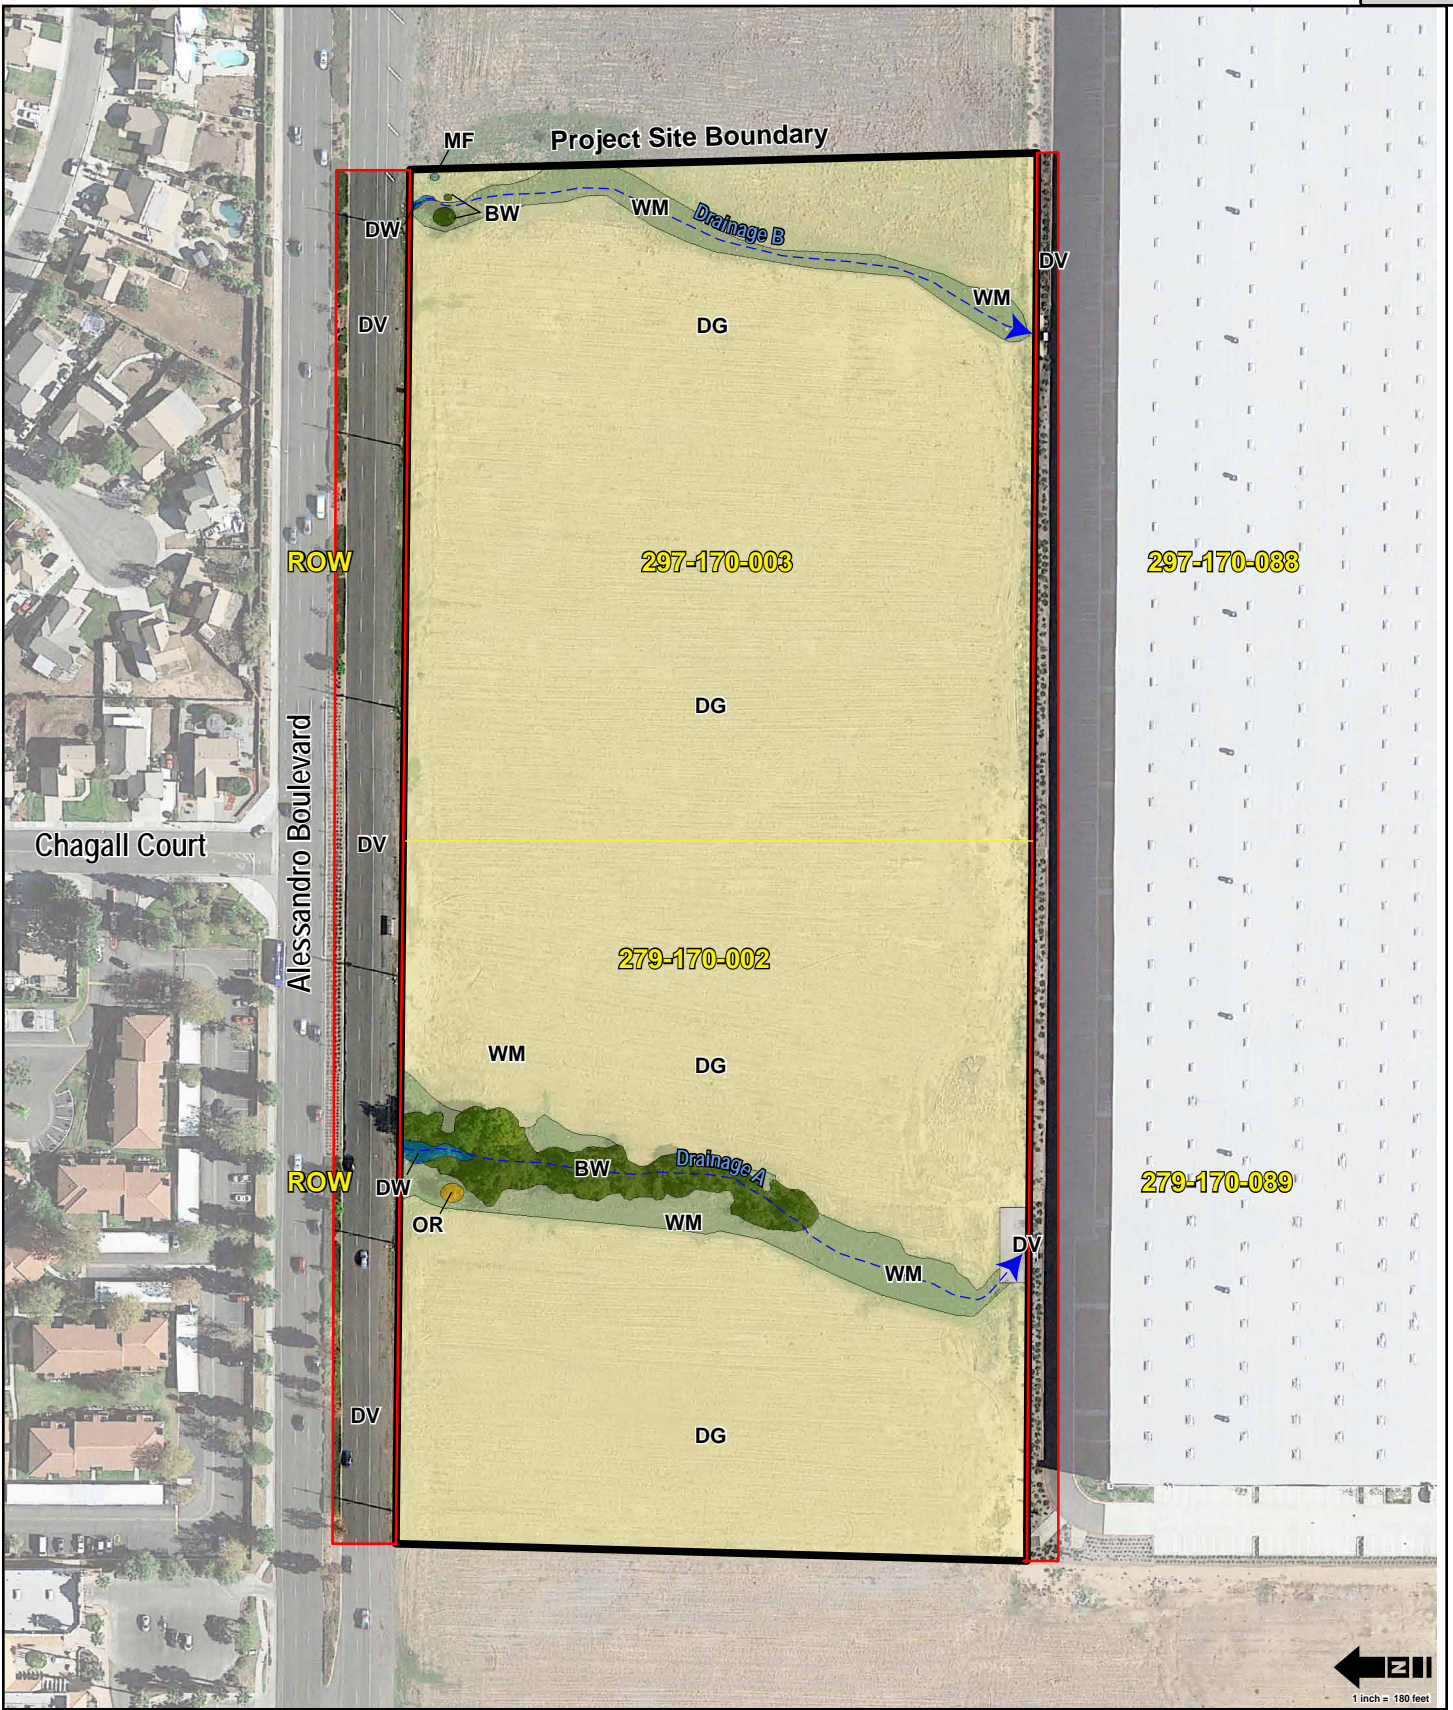 MF
Project Site Boundary
DW
BW
WM
Drainage B
DV
WM
DV
DG
ROW
297-170-003
297-170-088
DG
Alessandro Boulevard
Chagall Court
DV
279-170-002
WM
DG
BW
Drainage A
ROW
DW
279-170-089
OR
WM
DV
WM
DV
DG
N
1 inch = 180 feet